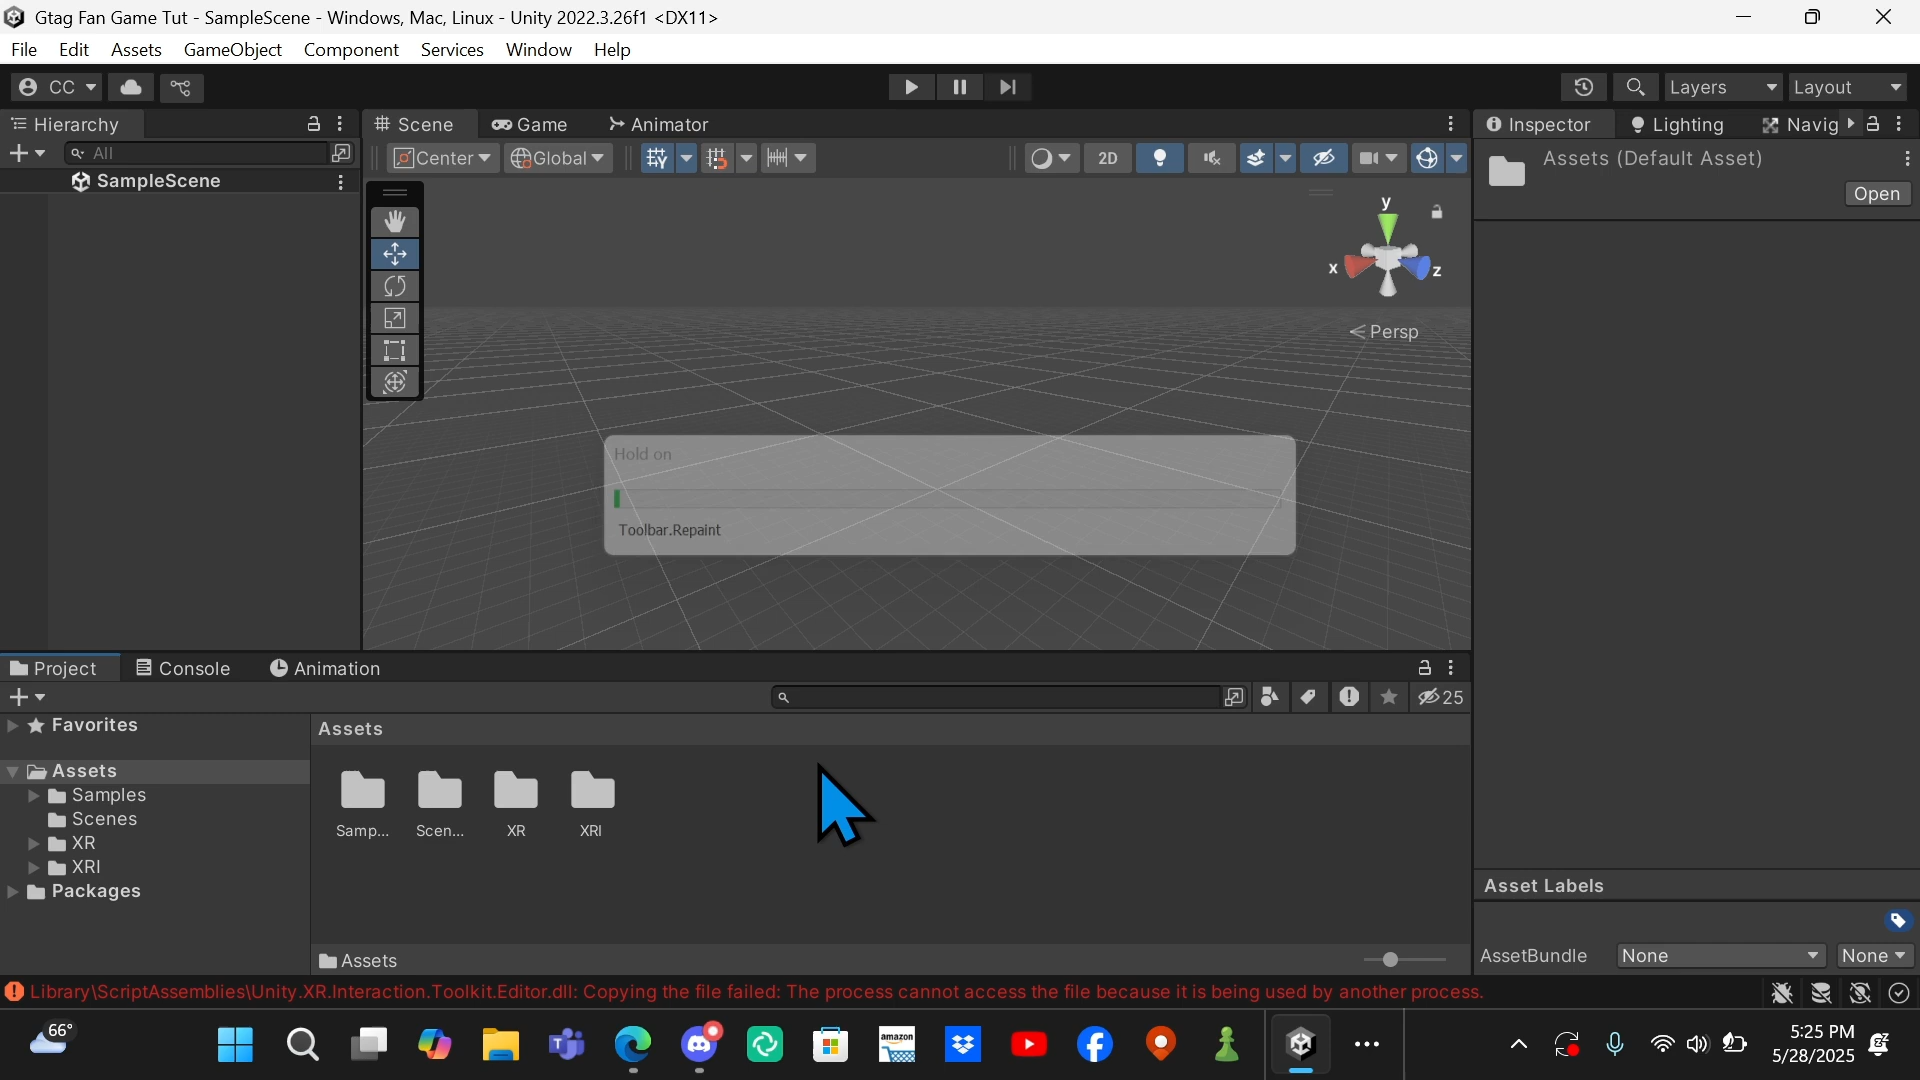 Gtag Fan Game Tut - SampleScene - Windows, Mac, Linux - Unity 2022.3.26f1 <DX11>
File Edit Assets GameObject Component Services Window Help
CC Layers Layout
Hierarchy Scene Game Animator Inspector Lighting Navig
All Center Global 2D Assets (Default Asset)
SampleScene
Open
y
x z
Persp
Hold on
Toolbar.Repaint
Project Console Animation
25
Favorites Assets
Assets
Samples
Scenes Samp... Scen... XR XRI
XR
XRI
Packages Asset Labels
Assets AssetBundle None None
Library\ScriptAssemblies\Unity.XR.Interaction.Toolkit.Editor.dll: Copying the file failed: The process cannot access the file because it is being used by another process.
66° amazon 5:25 PM
5/28/2025